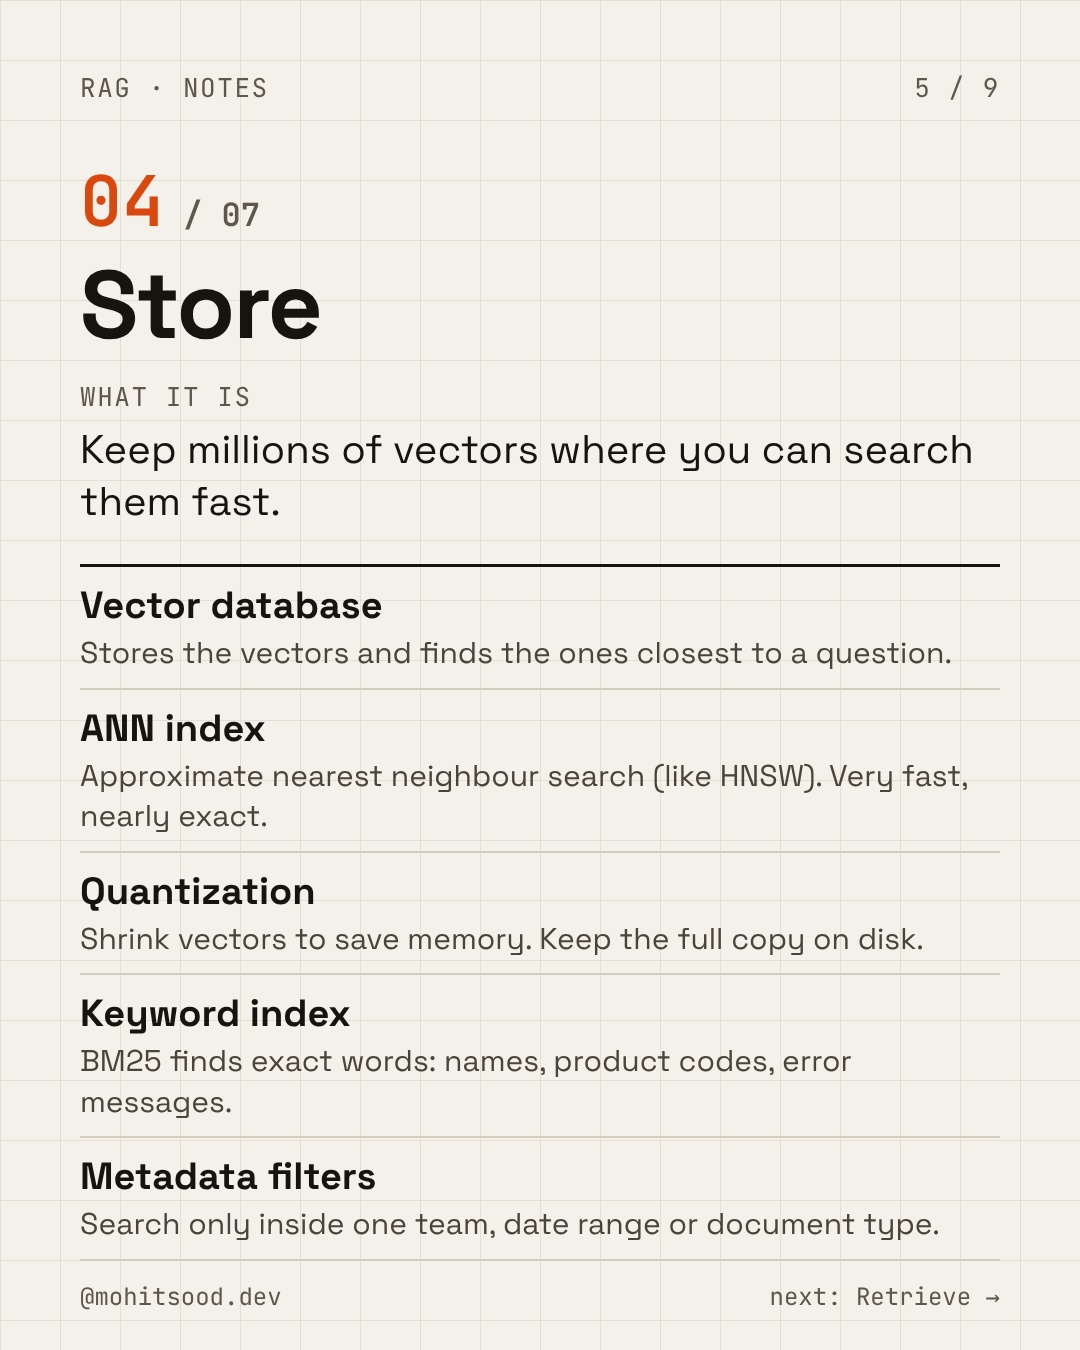 RAG · NOTES
5 / 9
04 / 07
Store
WHAT IT IS
Keep millions of vectors where you can search
them fast.
Vector database
Stores the vectors and finds the ones closest to a question.
ANN index
Approximate nearest neighbour search (like HNSW). Very fast,
nearly exact.
Quantization
Shrink vectors to save memory. Keep the full copy on disk.
Keyword index
BM25 finds exact words: names, product codes, error
messages.
Metadata filters
Search only inside one team, date range or document type.
@mohitsood.dev
next: Retrieve →